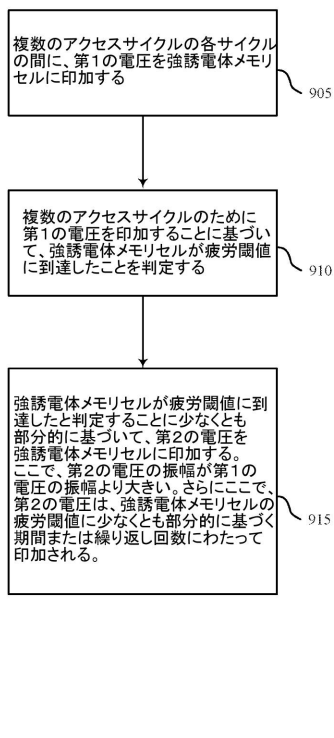 複数のアクセスサイクルの各サイクル
の間に、第1の電圧を強誘電体メモリ
セルに印加する
905
複数のアクセスサイクルのために
第1の電圧を印加することに基づい
て、強誘電体メモリセルが疲労閾値
に到達したことを判定する
910
強誘電体メモリセルが疲労閾値に到
達したと判定することに少なくとも
部分的に基づいて、第2の電圧を
強誘電体メモリセルに印加する。
ここで、第2の電圧の振幅が第1の
電圧の振幅より大きい。さらにここで、
第2の電圧は、強誘電体メモリセルの
疲労閾値に少なくとも部分的に基づく
期間または繰り返し回数にわたって
印加される。
915